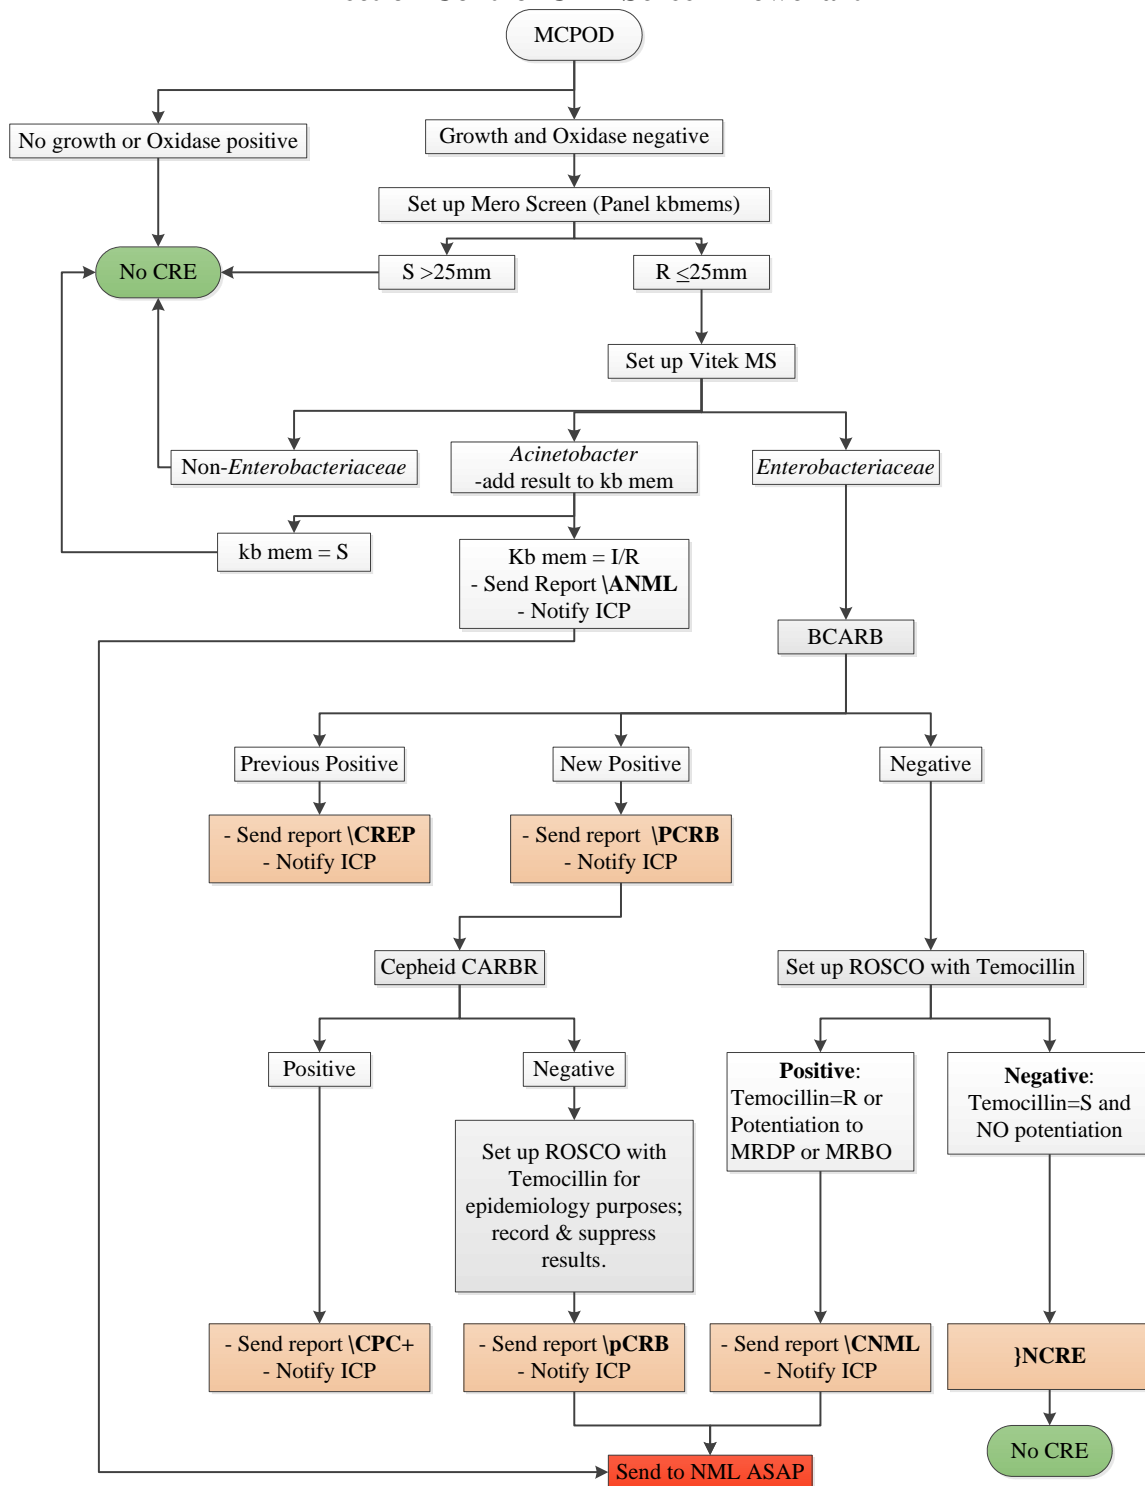 MCPOD
No growth or Oxidase positive
Growth and Oxidase negative
Set up Mero Screen (Panel kbmems)
No CRE
S >25mm
R ≤25mm
Set up Vitek MS
Non-Enterobacteriaceae
Acinetobacter
-add result to kb mem
Enterobacteriaceae
kb mem = S
Kb mem = I/R
- Send Report \ANML
- Notify ICP
BCARB
Previous Positive
New Positive
Negative
- Send report \CREP
- Notify ICP
- Send report \PCRB
- Notify ICP
Cepheid CARBR
Set up ROSCO with Temocillin
Positive
Negative
Positive:
Temocillin=R or
Potentiation to
MRDP or MRBO
Negative:
Temocillin=S and
NO potentiation
Set up ROSCO with
Temocillin for
epidemiology purposes;
record & suppress
results.
- Send report \CPC+
- Notify ICP
- Send report \pCRB
- Notify ICP
- Send report \CNML
- Notify ICP
}NCRE
No CRE
Send to NML ASAP